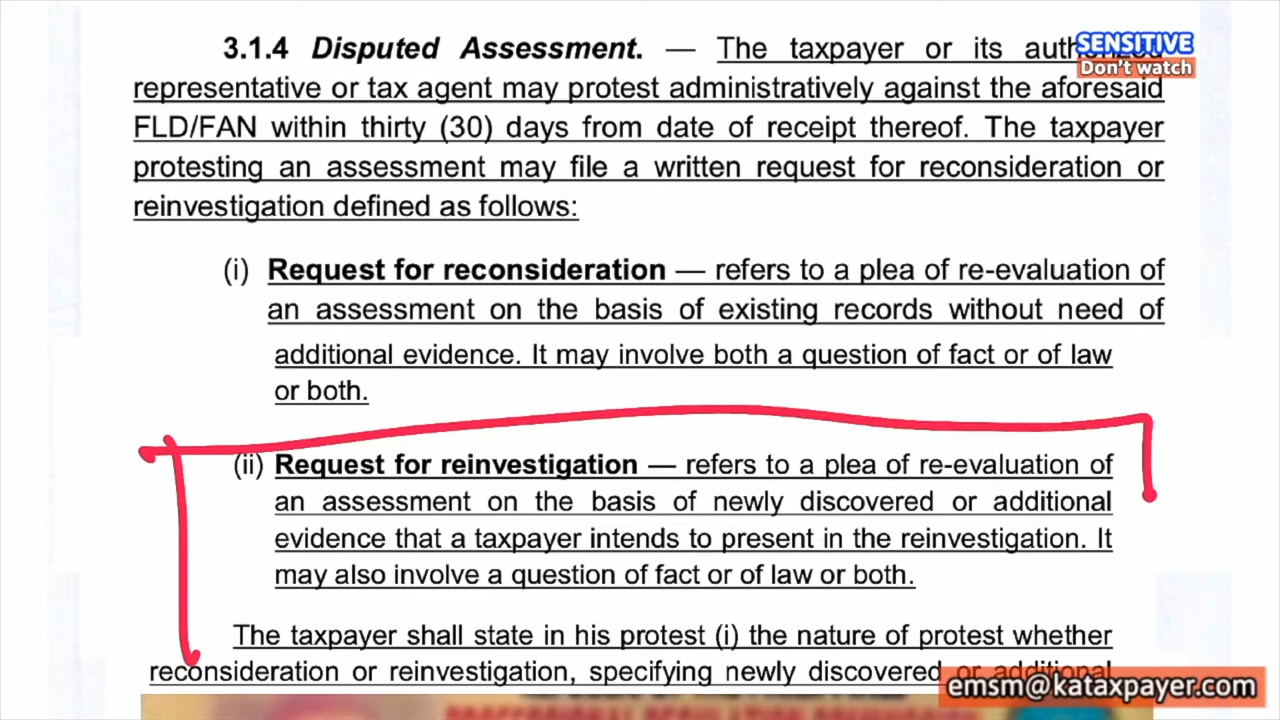 3.1.4 Disputed Assessment. — The taxpayer or its
SENSITIVE
Don't watch
representative or tax agent may protest administratively against the aforesaid
FLD/FAN within thirty (30) days from date of receipt thereof. The taxpayer
protesting an assessment may file a written request for reconsideration or
reinvestigation defined as follows:
(i) Request for reconsideration — refers to a plea of re-evaluation of
an assessment on the basis of existing records without need of
additional evidence. It may involve both a question of fact or of law
or both.
(ii) Request for reinvestigation — refers to a plea of re-evaluation of
an assessment on the basis of newly discovered or additional
evidence that a taxpayer intends to present in the reinvestigation. It
may also involve a question of fact or of law or both.
The taxpayer shall state in his protest (i) the nature of protest whether
reconsideration or reinvestigation, specifying newly discovered or additional
emsm@kataxpayer.com